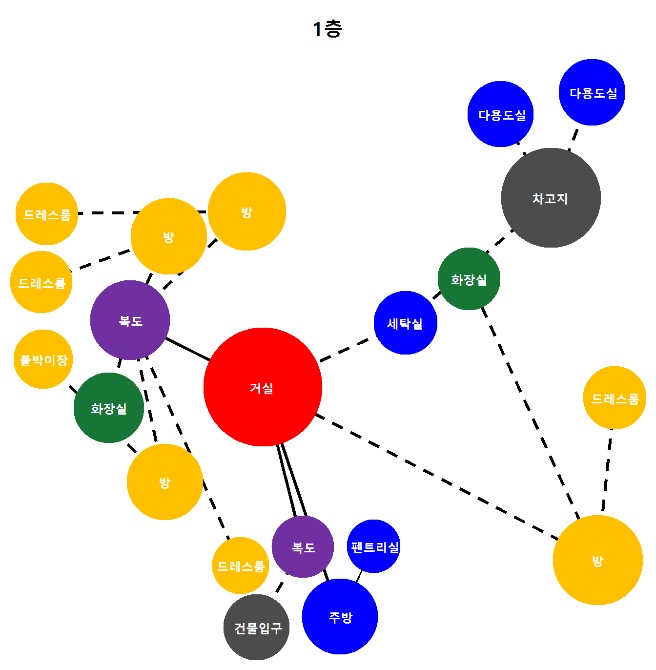 1층
다용도실
다용도실
차고지
드레스룸
방
방
드레스룸
화장실
복도
세탁실
붙박이장
거실
화장실
드레스룸
방
복도
펜트리실
드레스룸
방
주방
건물입구